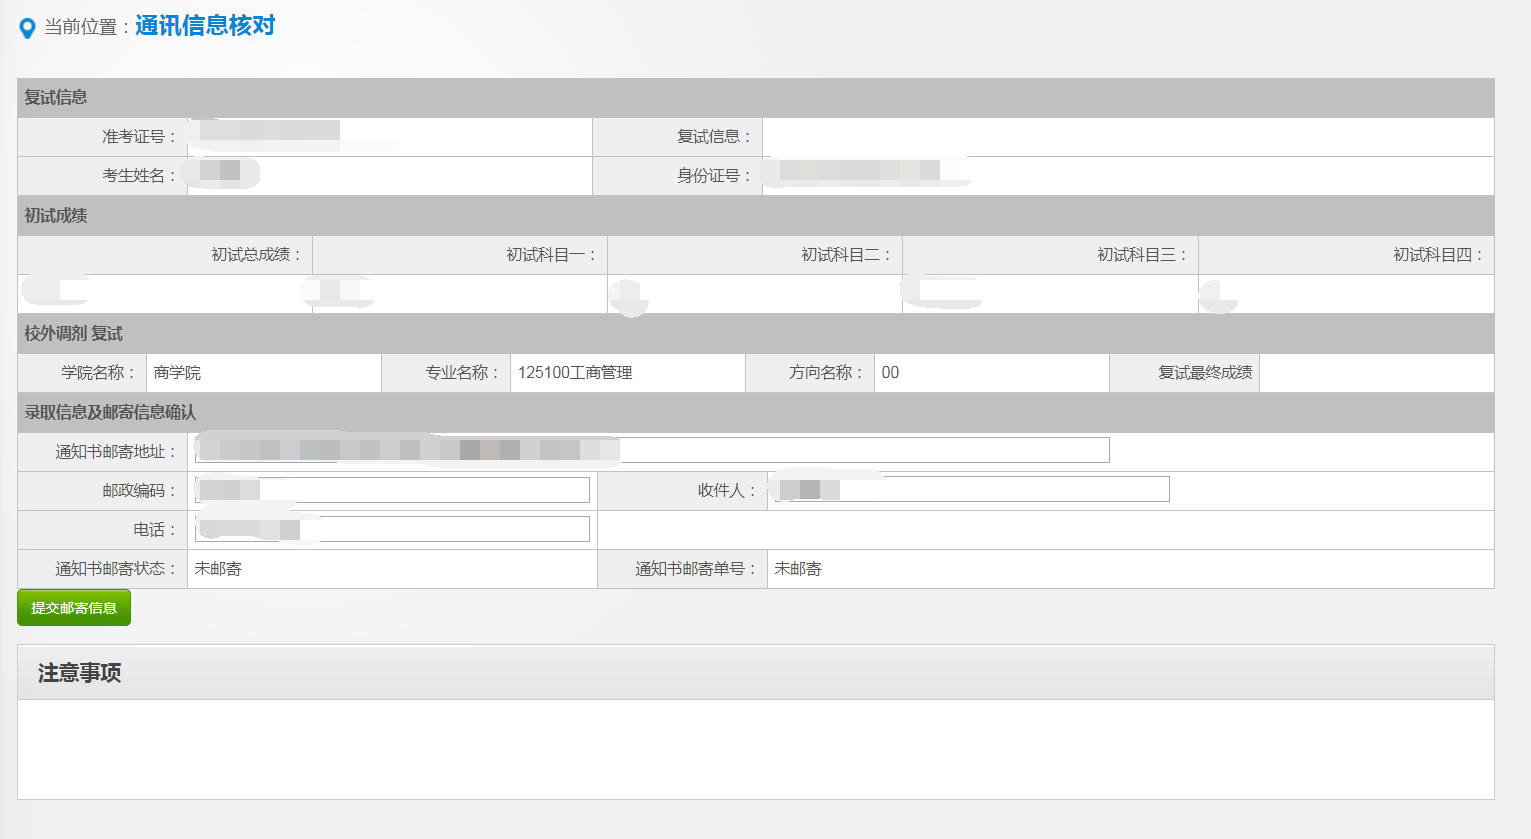 当前位置：通讯信息核对
复试信息
准考证号： 复试信息：
考生姓名： 身份证号：
初试成绩
初试总成绩： 初试科目一： 初试科目二： 初试科目三： 初试科目四：
校外调剂 复试
学院名称： 商学院 专业名称： 125100工商管理 方向名称： 00 复试最终成绩
录取信息及邮寄信息确认
通知书邮寄地址：
邮政编码： 收件人：
电话：
通知书邮寄状态： 未邮寄 通知书邮寄单号： 未邮寄
提交邮寄信息
注意事项